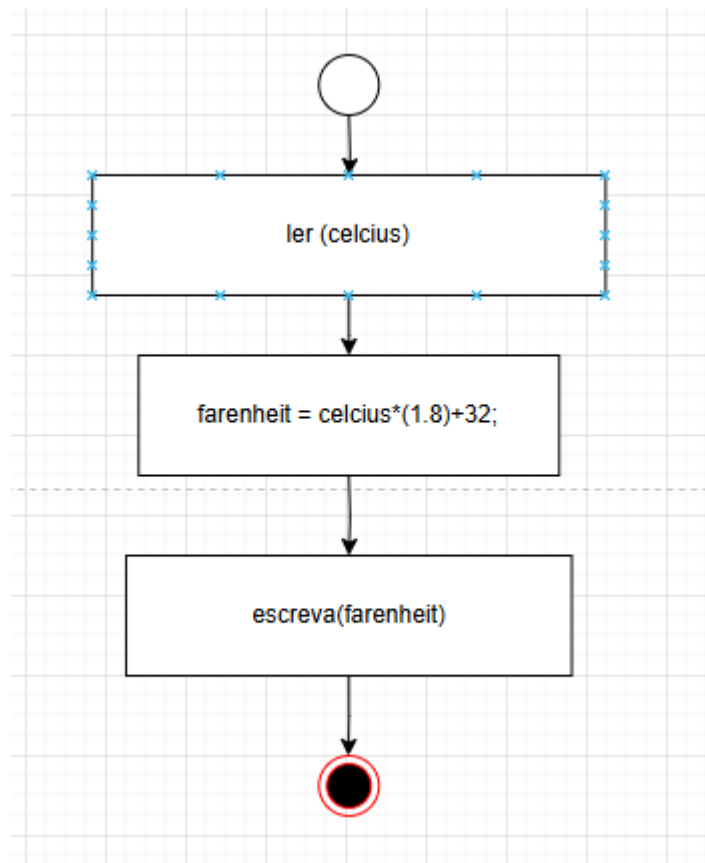 ler (celcius)
farenheit = celcius*(1.8)+32;
escreva(farenheit)